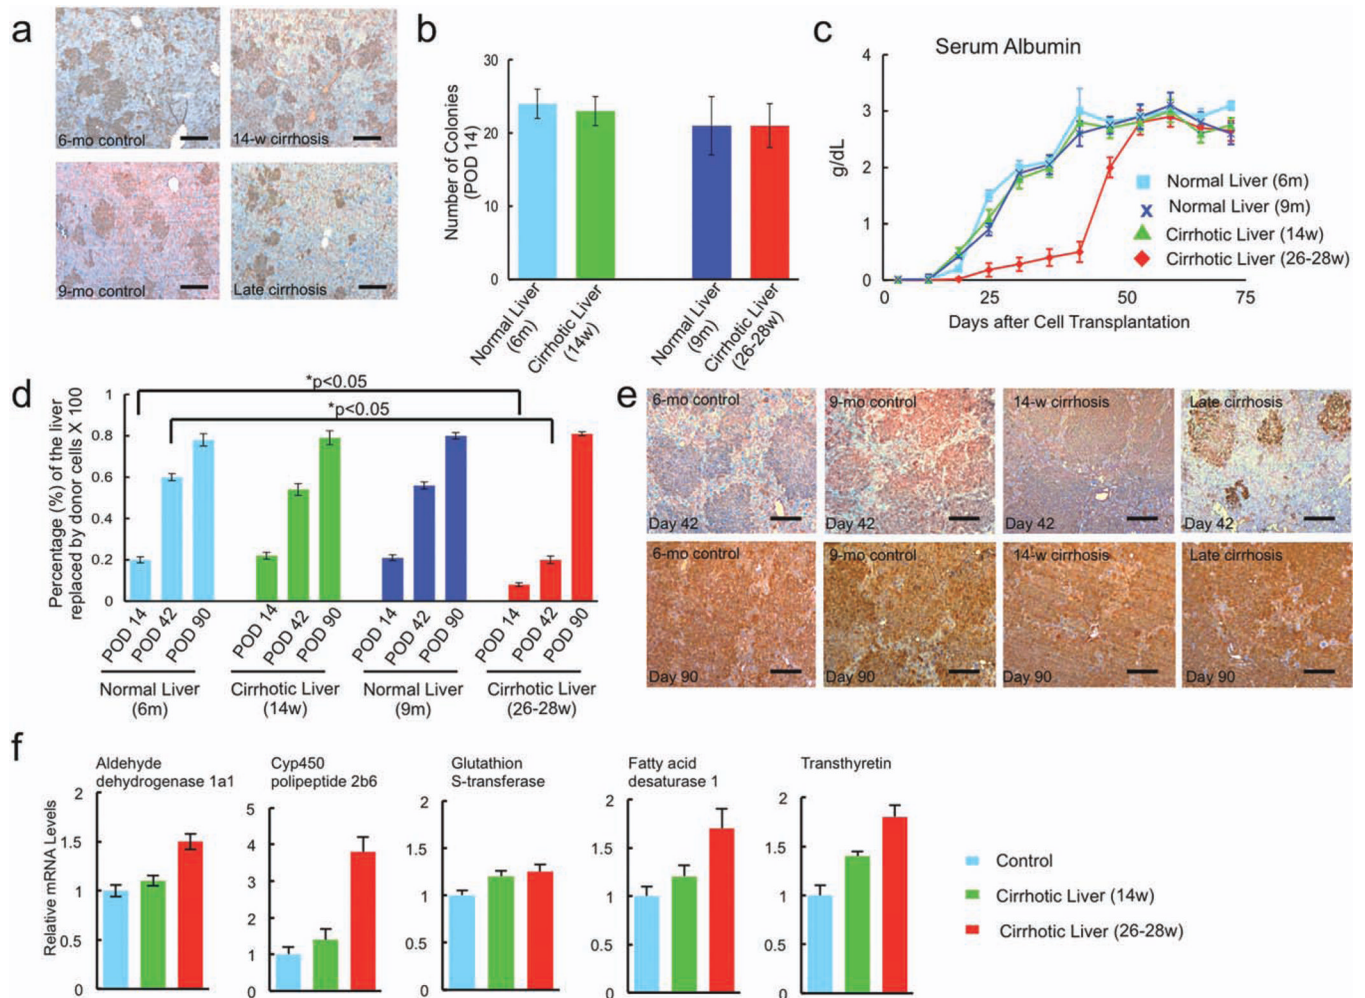 a
6-mo control
14-w cirrhosis
9-mo control
Late cirrhosis
b
Number of Colonies
(POD 14)
30
20
10
0
Normal Liver
(6m)
Cirrhotic Liver
(14w)
Normal Liver
(9m)
Cirrhotic Liver
(26-28w)
c
Serum Albumin
g/dL
4
3
2
1
0
0
25
50
75
Days after Cell Transplantation
Normal Liver (6m)
Normal Liver (9m)
Cirrhotic Liver (14w)
Cirrhotic Liver (26-28w)
d
*p<0.05
*p<0.05
Percentage (%) of the liver
replaced by donor cells X 100
1
0.8
0.6
0.4
0.2
0
POD 14
POD 42
POD 90
POD 14
POD 42
POD 90
POD 14
POD 42
POD 90
POD 14
POD 42
POD 90
Normal Liver
(6m)
Cirrhotic Liver
(14w)
Normal Liver
(9m)
Cirrhotic Liver
(26-28w)
e
6-mo control
Day 42
9-mo control
Day 42
14-w cirrhosis
Day 42
Late cirrhosis
Day 42
6-mo control
Day 90
9-mo control
Day 90
14-w cirrhosis
Day 90
Late cirrhosis
Day 90
f
Relative mRNA Levels
Aldehyde
dehydrogenase 1a1
2
1.5
1
0.5
0
Cyp450
polipeptide 2b6
5
4
3
2
1
0
Glutathion
S-transferase
2
1.5
1
0.5
0
Fatty acid
desaturase 1
2
1.5
1
0.5
0
Transthyretin
2
1.5
1
0.5
0
Control
Cirrhotic Liver (14w)
Cirrhotic Liver (26-28w)